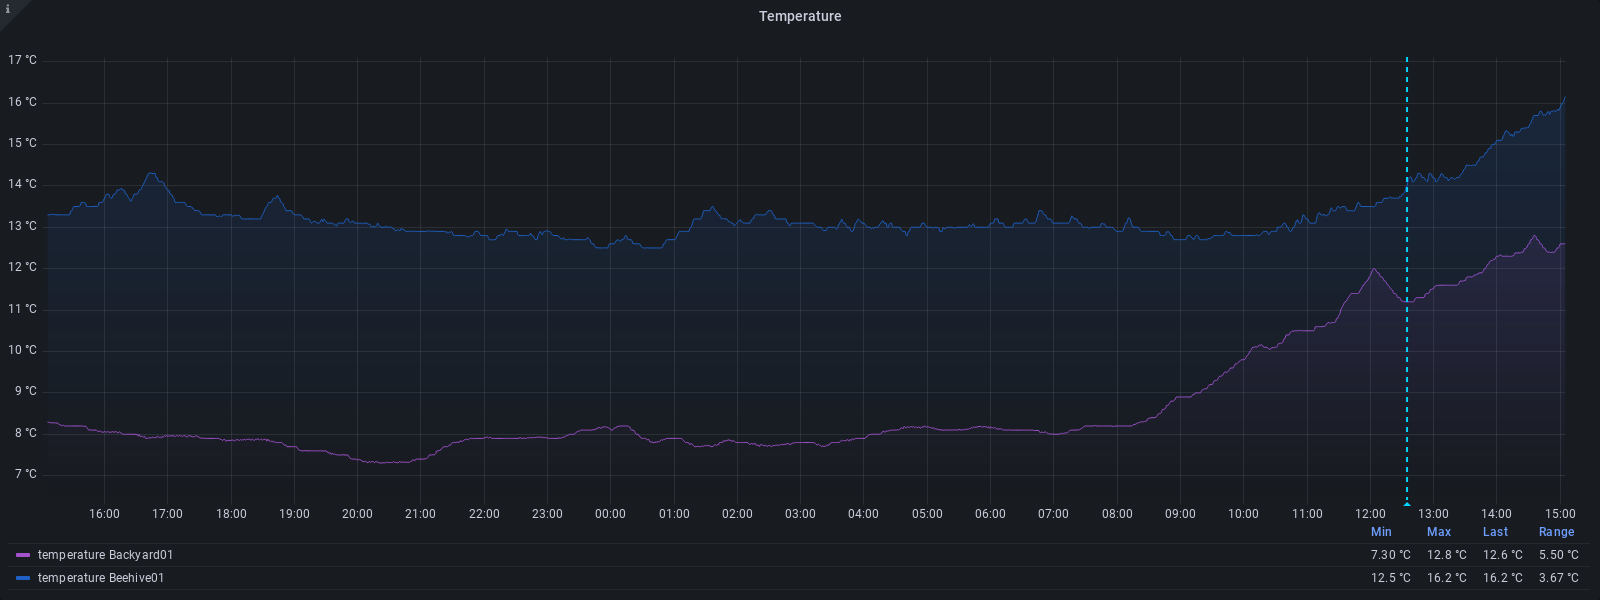 i
Temperature
17 °C
16 °C
15 °C
14 °C
13 °C
12 °C
11 °C
10 °C
9 °C
8 °C
7 °C
16:00 17:00 18:00 19:00 20:00 21:00 22:00 23:00 00:00 01:00 02:00 03:00 04:00 05:00 06:00 07:00 08:00 09:00 10:00 11:00 12:00 13:00 14:00 15:00
Min Max Last Range
temperature Backyard01 7.30 °C 12.8 °C 12.6 °C 5.50 °C
temperature Beehive01 12.5 °C 16.2 °C 16.2 °C 3.67 °C